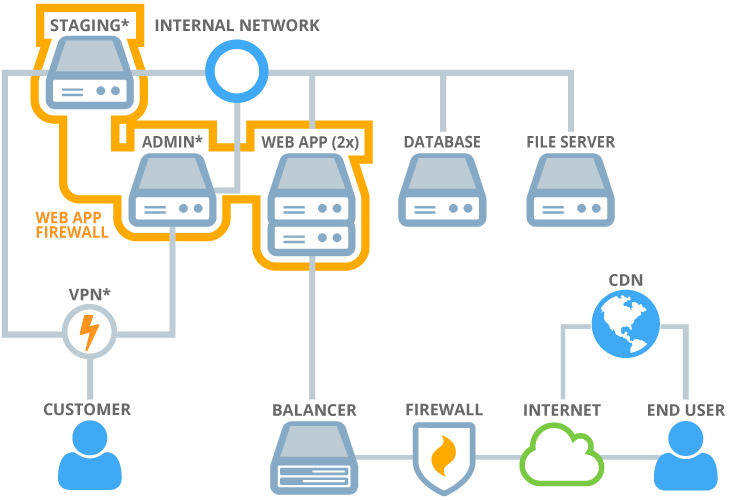 STAGING*
INTERNAL NETWORK
ADMIN*
WEB APP (2x)
DATABASE
FILE SERVER
WEB APP
FIREWALL
VPN*
CDN
CUSTOMER
BALANCER
FIREWALL
INTERNET
END USER